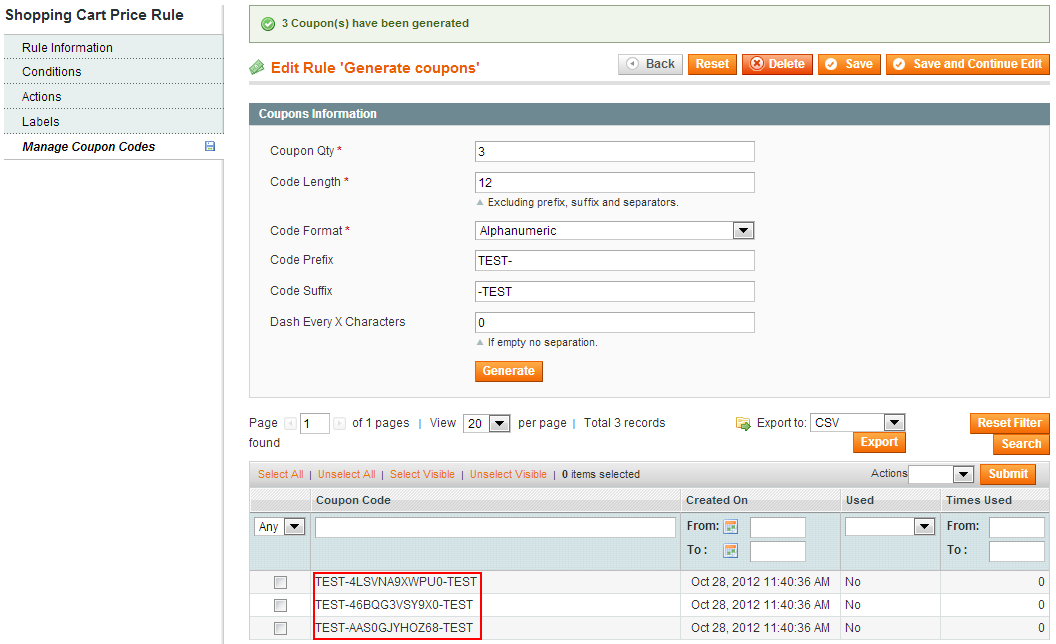 Shopping Cart Price Rule
Rule Information
Conditions
Actions
Labels
Manage Coupon Codes
3 Coupon(s) have been generated
Edit Rule 'Generate coupons'
Back
Reset
Delete
Save
Save and Continue Edit
Coupons Information
Coupon Qty *
3
Code Length *
12
Excluding prefix, suffix and separators.
Code Format *
Alphanumeric
Code Prefix
TEST-
Code Suffix
-TEST
Dash Every X Characters
0
If empty no separation.
Generate
Page 1 of 1 pages | View 20 per page | Total 3 records
found
Export to: CSV
Export
Reset Filter
Search
Select All | Unselect All | Select Visible | Unselect Visible | 0 items selected
Actions
Submit
Coupon Code Created On Used Times Used
Any From: From:
To : To :
TEST-4LSVNA9XWPU0-TEST Oct 28, 2012 11:40:36 AM No 0
TEST-46BQG3VSY9X0-TEST Oct 28, 2012 11:40:36 AM No 0
TEST-AAS0GJYHOZ68-TEST Oct 28, 2012 11:40:36 AM No 0